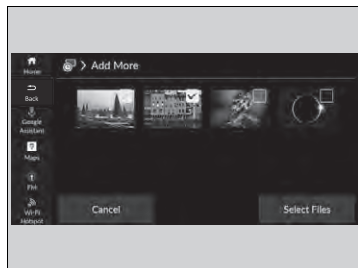 Home
Add More
Back
Google
Assistant
Maps
FM
Wi-Fi
Hotspot
Cancel
Select Files